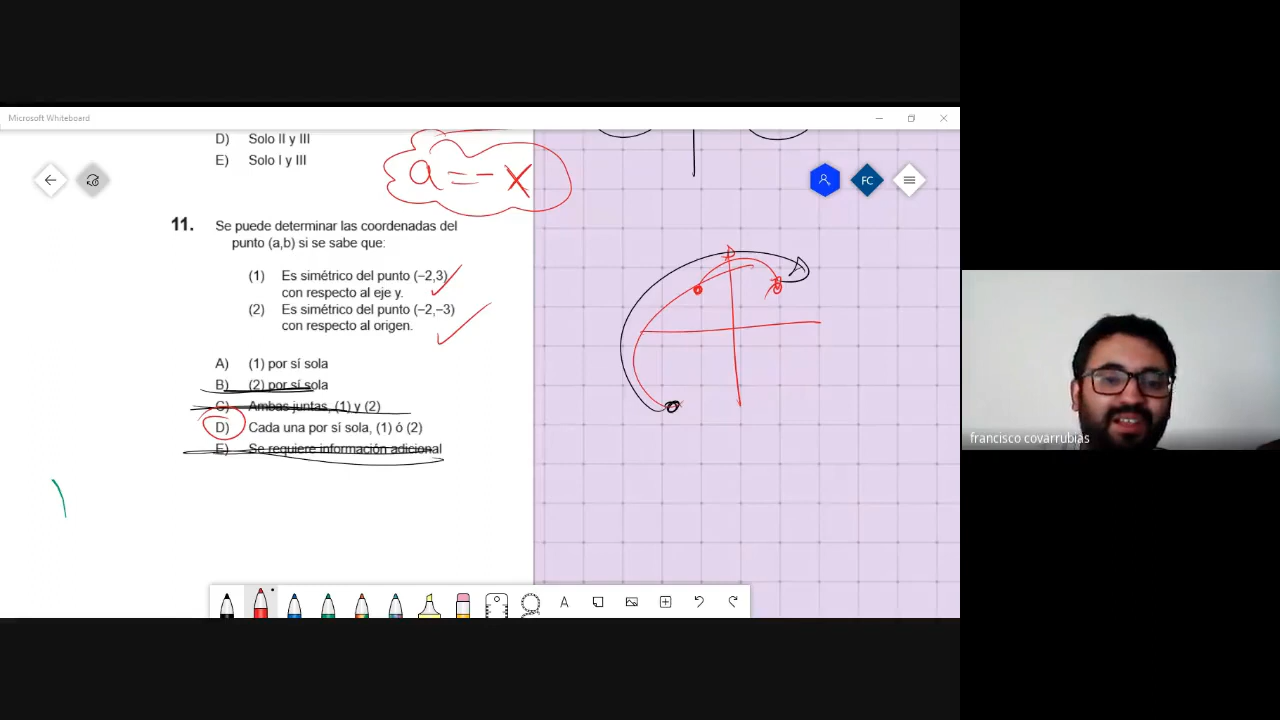 Microsoft Whiteboard
D) Solo II y III
E) Solo I y III
a = - x
FC
11. Se puede determinar las coordenadas del
punto (a,b) si se sabe que:
(1) Es simétrico del punto (−2,3)
con respecto al eje y.
(2) Es simétrico del punto (−2,−3)
con respecto al origen.
A) (1) por sí sola
B) (2) por sí sola
C) Ambas juntas, (1) y (2)
D) Cada una por sí sola, (1) ó (2)
E) Se requiere información adicional
francisco covarrubias
A